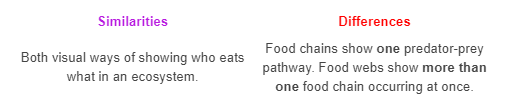 Similarities
Both visual ways of showing who eats
what in an ecosystem.
Differences
Food chains show one predator-prey
pathway. Food webs show more than
one food chain occurring at once.